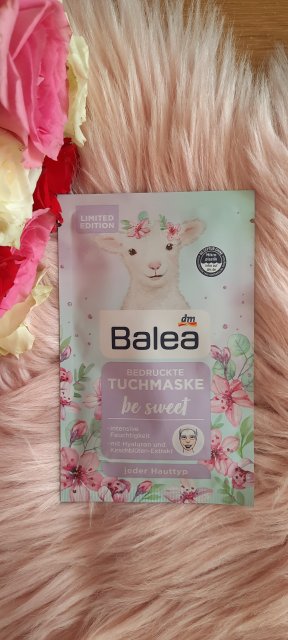 LIMITED
EDITION
dm
Balea
BEDRUCKTE
TUCHMASKE
be sweet
- intensive
Feuchtigkeit
- mit Hyaluron und
Kirschblüten-Extrakt
jeder Hauttyp